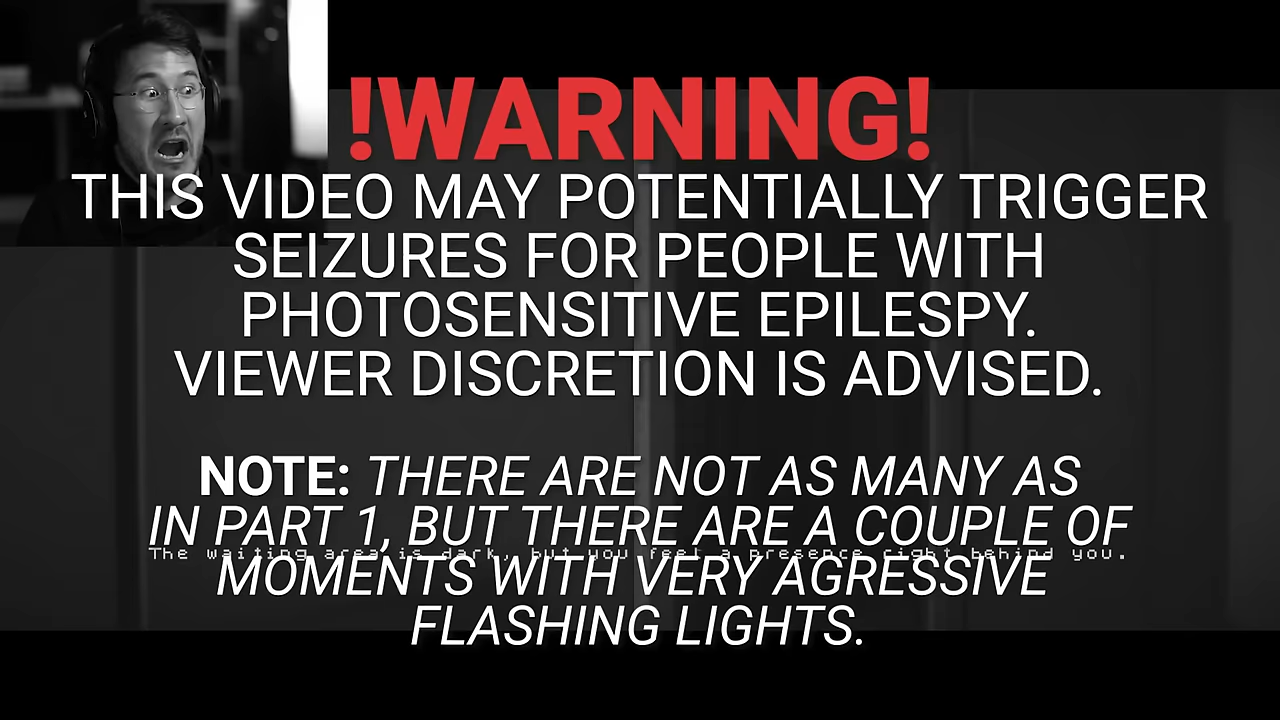 !WARNING!
THIS VIDEO MAY POTENTIALLY TRIGGER
SEIZURES FOR PEOPLE WITH
PHOTOSENSITIVE EPILESPY.
VIEWER DISCRETION IS ADVISED.
NOTE: THERE ARE NOT AS MANY AS
IN PART 1, BUT THERE ARE A COUPLE OF
The waiting area is dark, but you feel a presence right behind you.
MOMENTS WITH VERY AGRESSIVE
FLASHING LIGHTS.